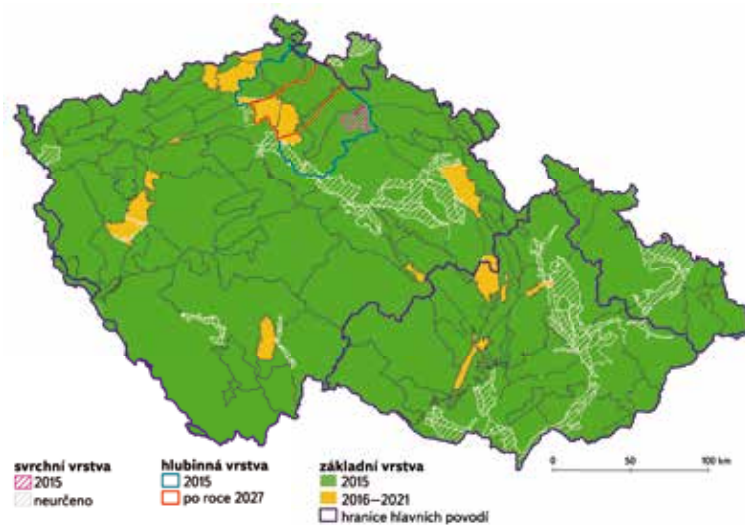 svrchní vrstva
2015
neurčeno
hlubinná vrstva
2015
po roce 2027
základní vrstva
2015
2016–2021
hranice hlavních povodí
0 50 100 km